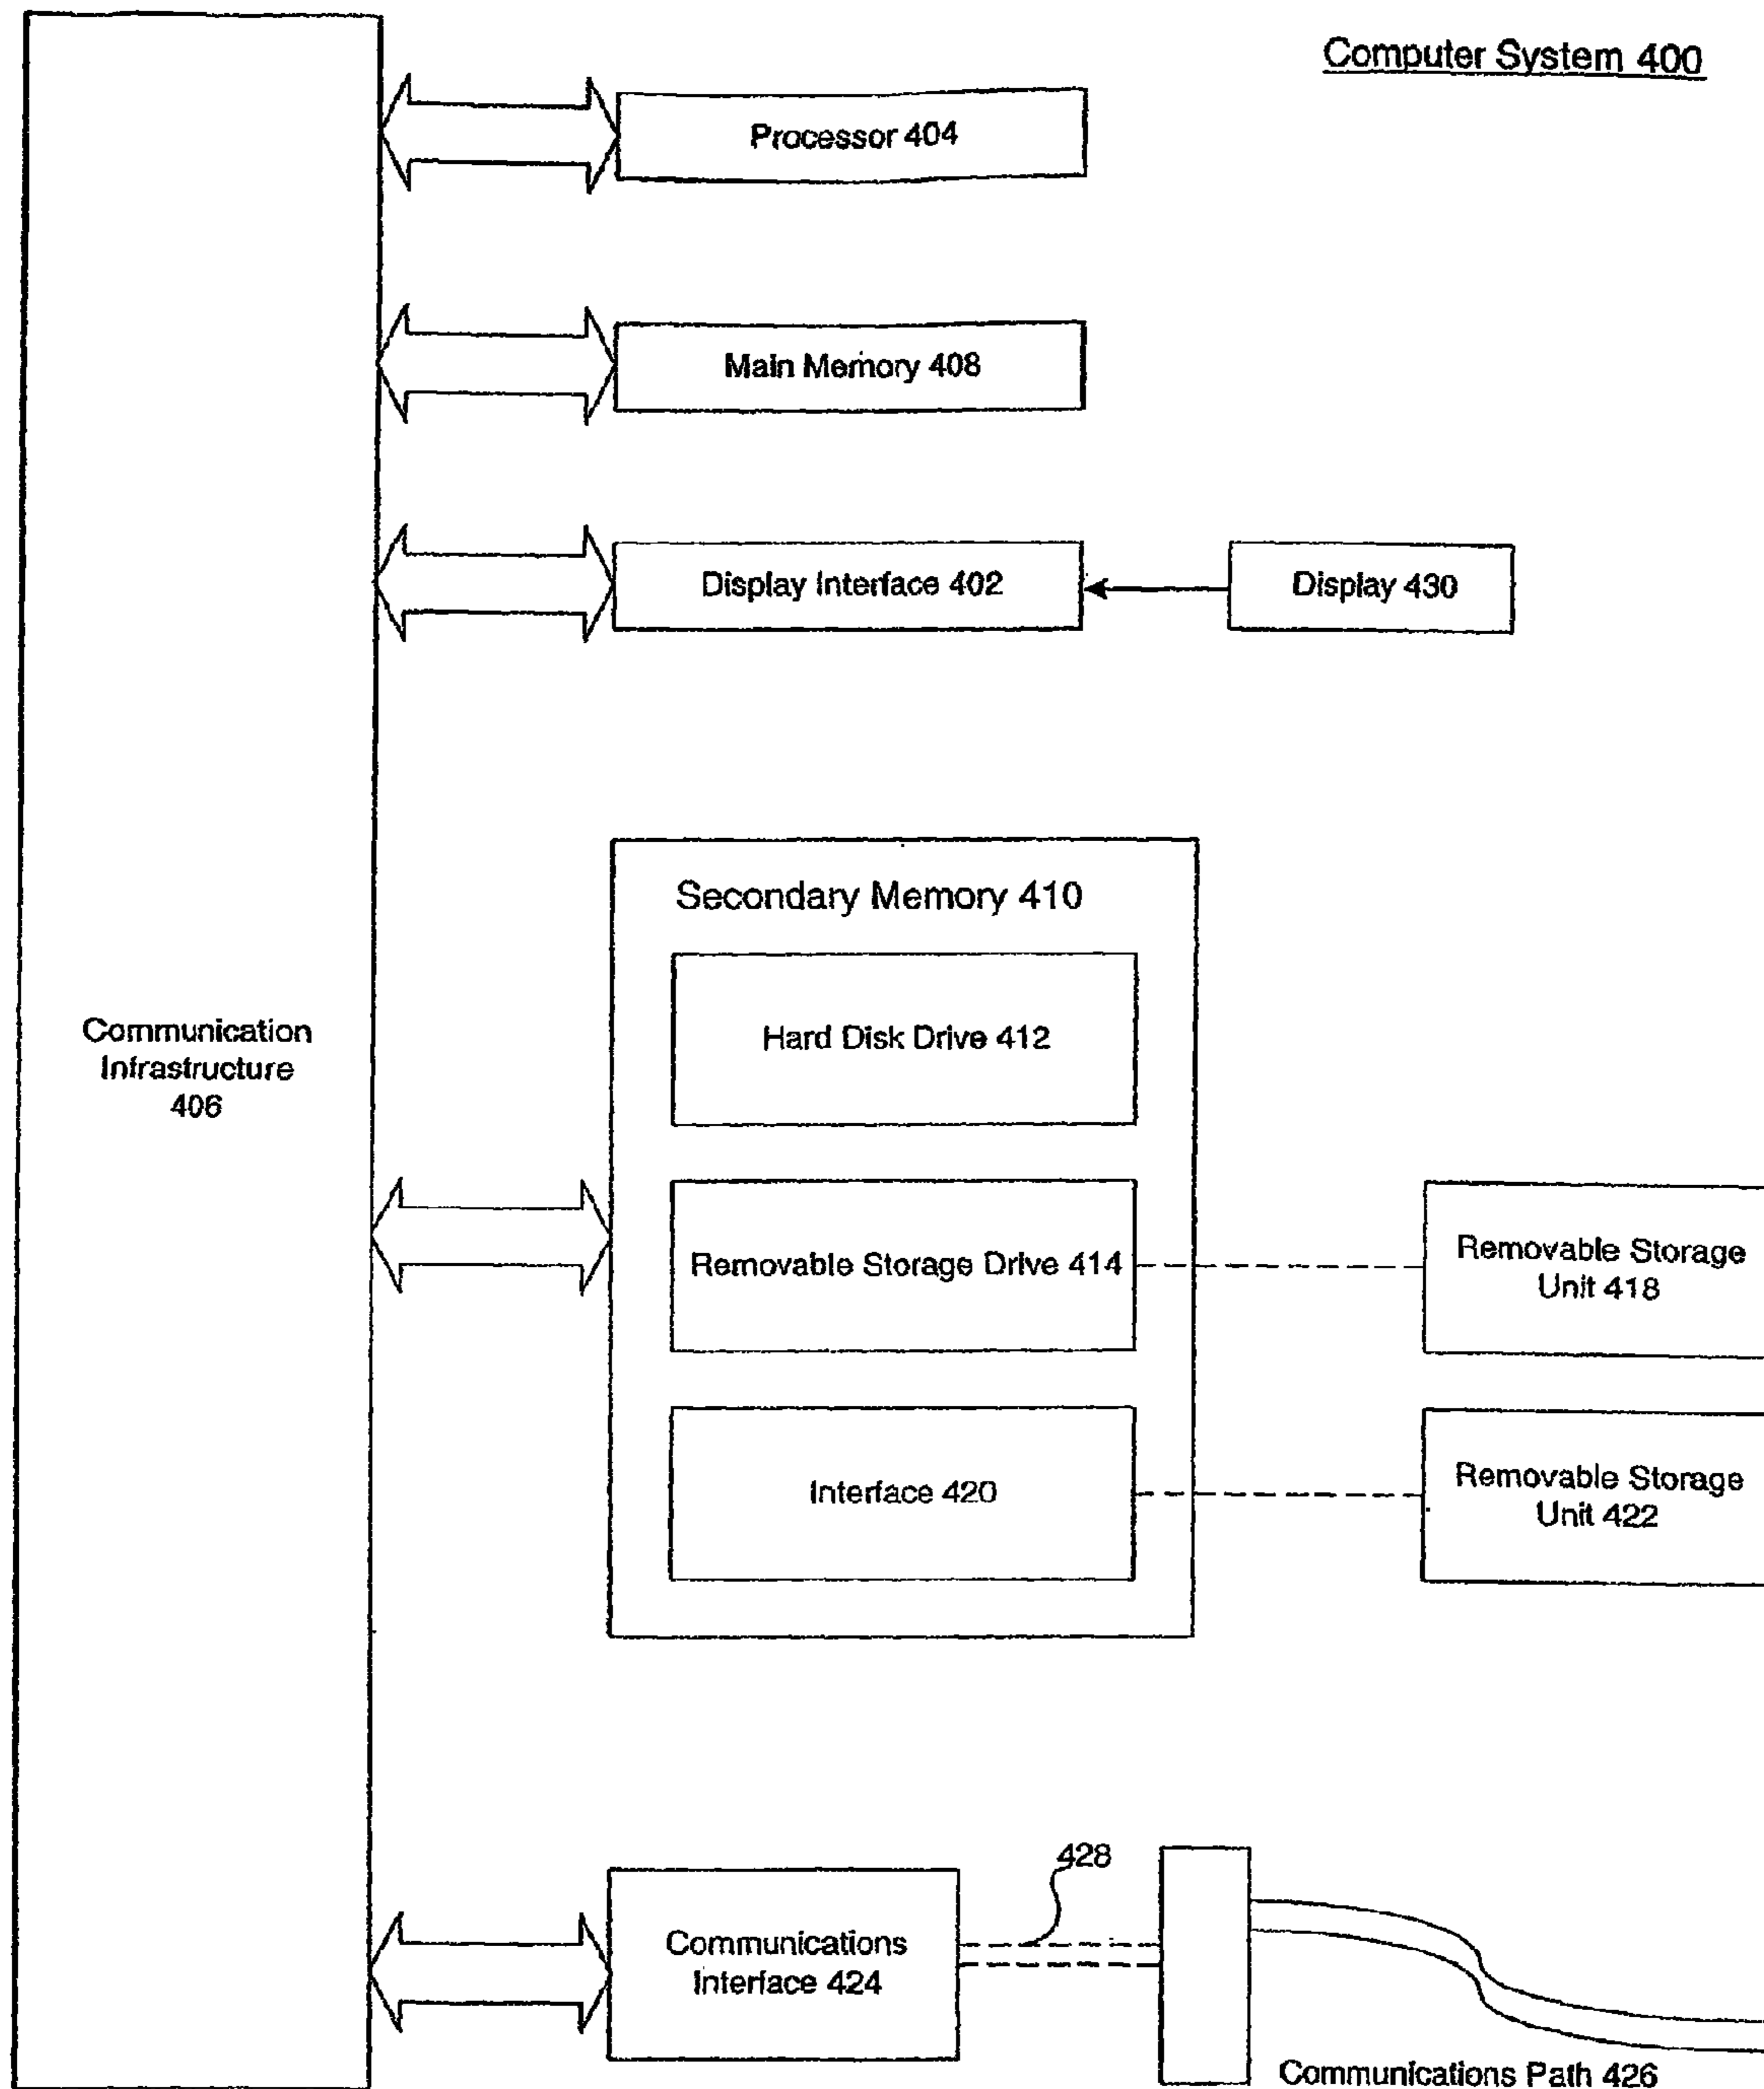 Computer System 400
Processor 404
Main Memory 408
Display Interface 402
Display 430
Secondary Memory 410
Hard Disk Drive 412
Communication
Infrastructure
406
Removable Storage Drive 414
Removable Storage
Unit 418
Interface 420
Removable Storage
Unit 422
428
Communications
Interface 424
Communications Path 426